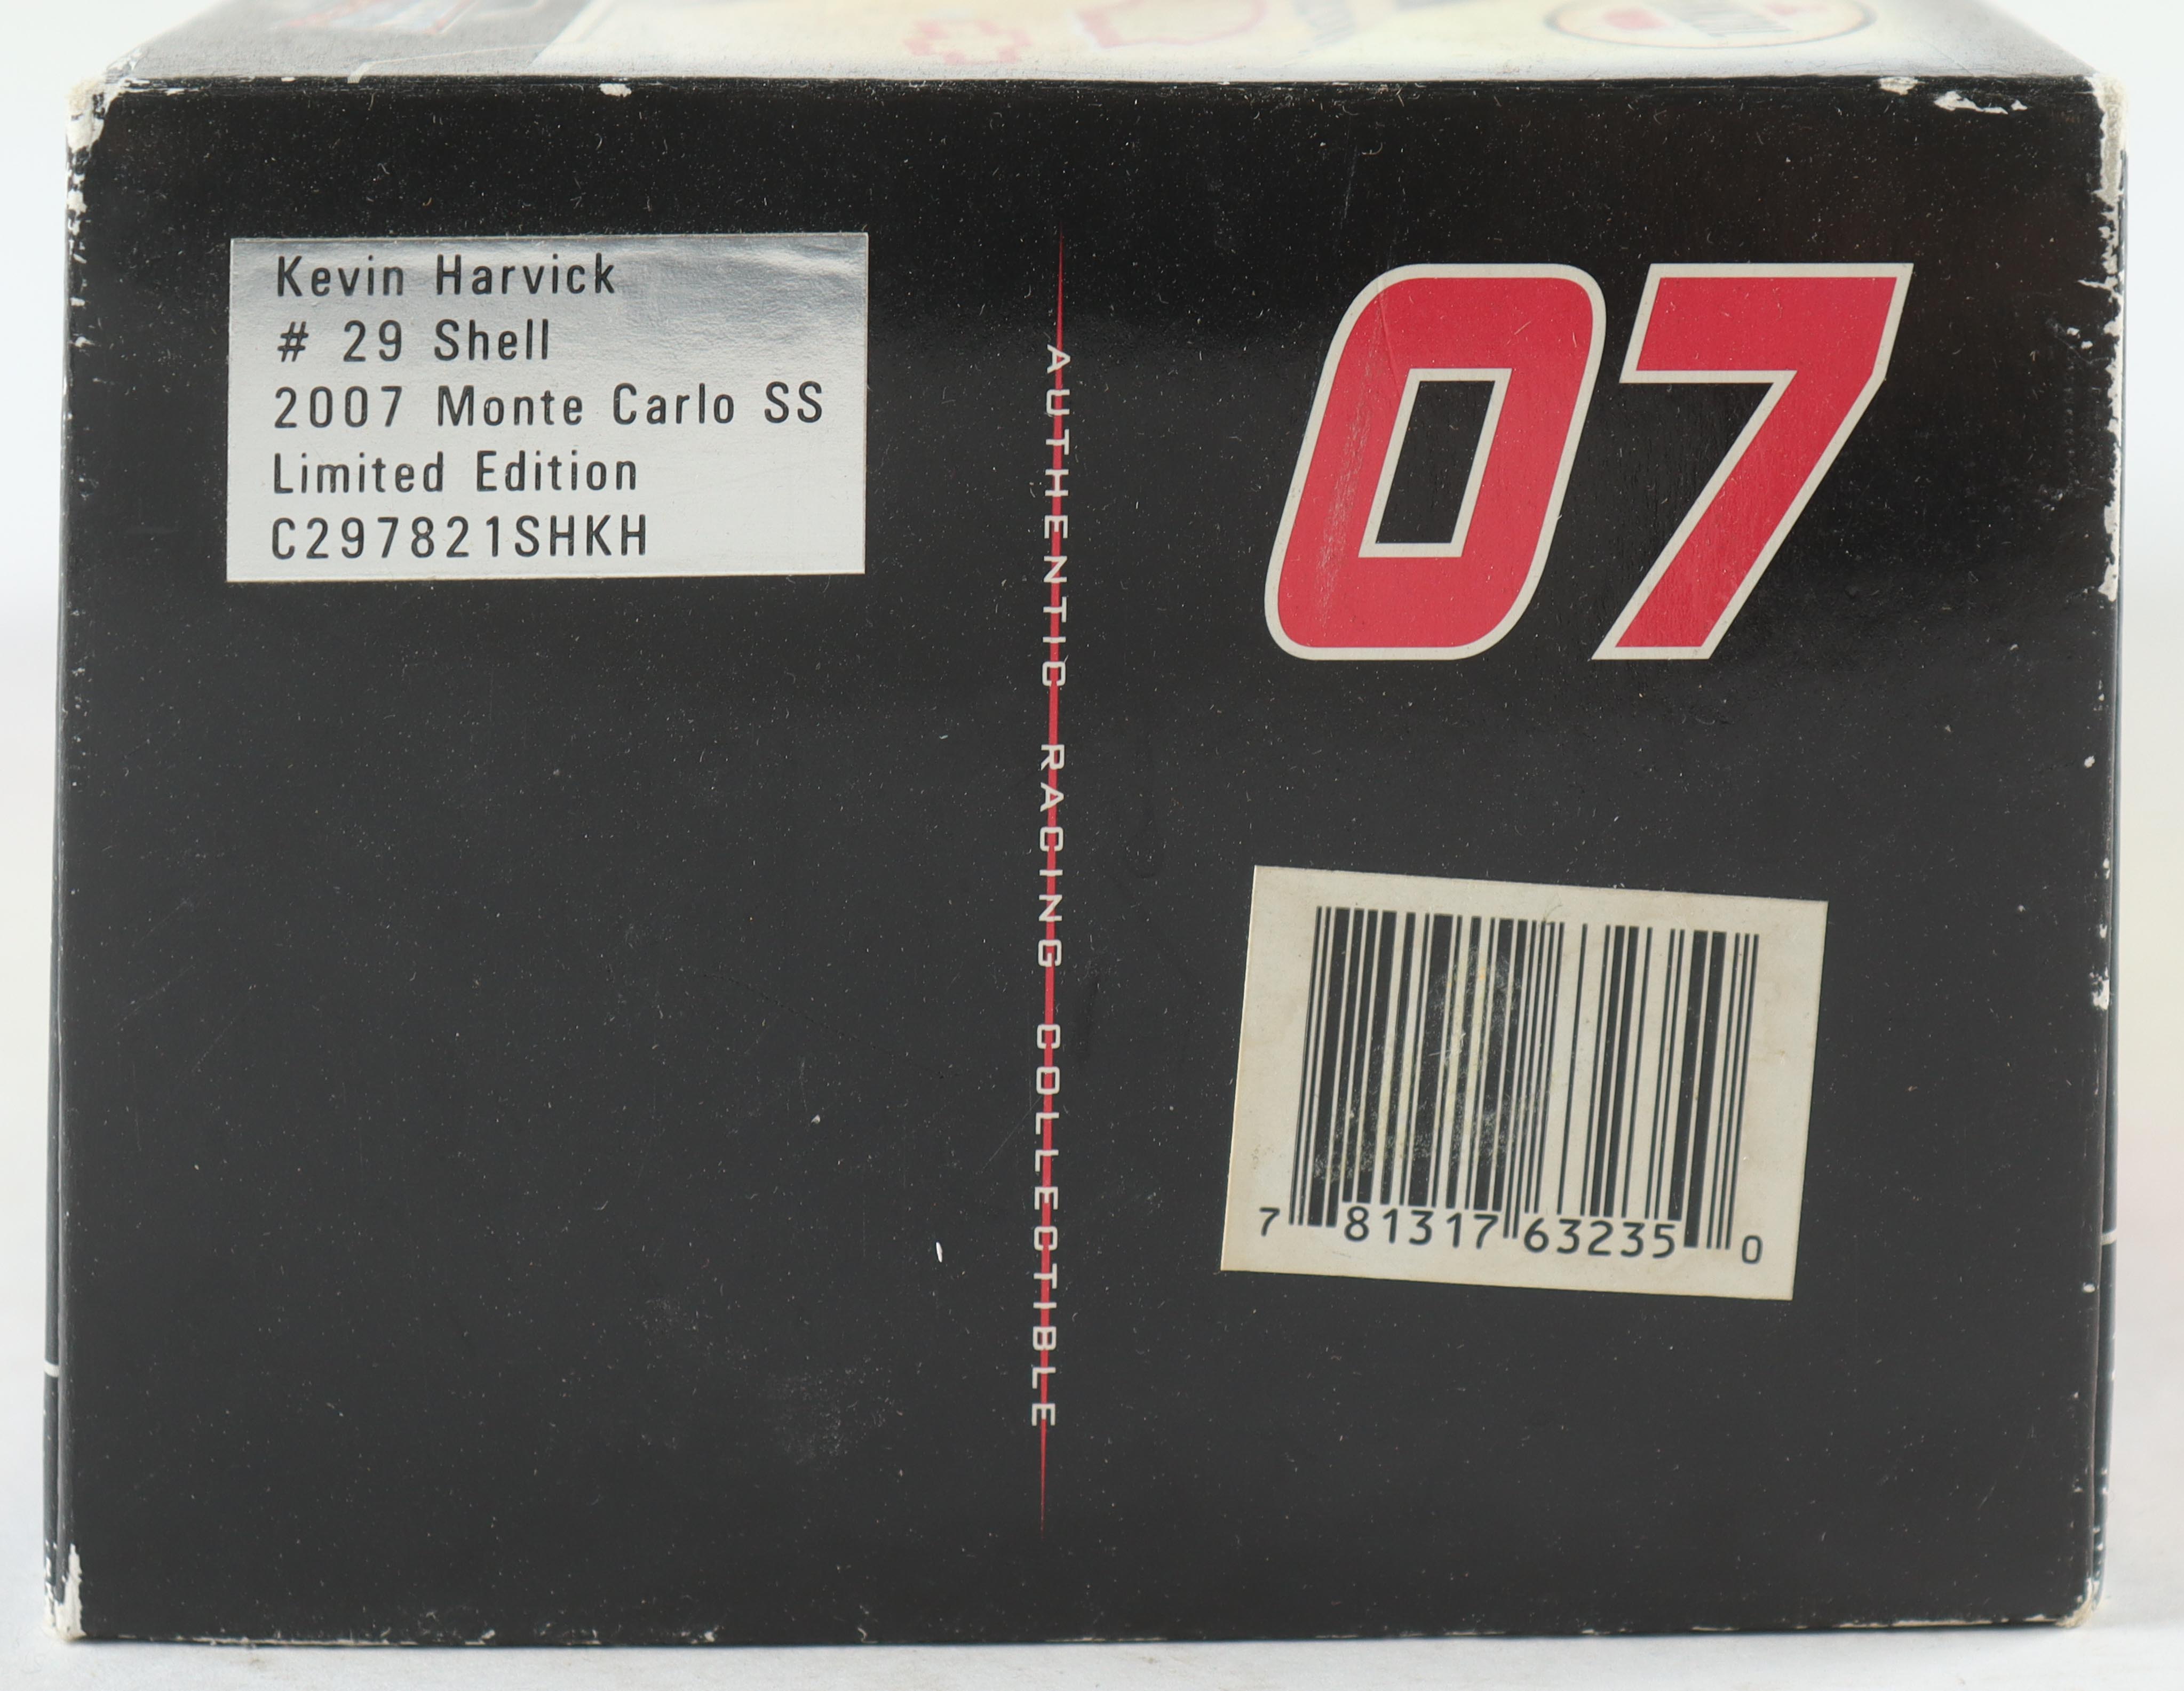 Kevin Harvick
# 29 Shell
2007 Monte Carlo SS
Limited Edition
C297821SHKH
AUTHENTIC RACING COLLECTIBLE
07
7 81317 63235 0